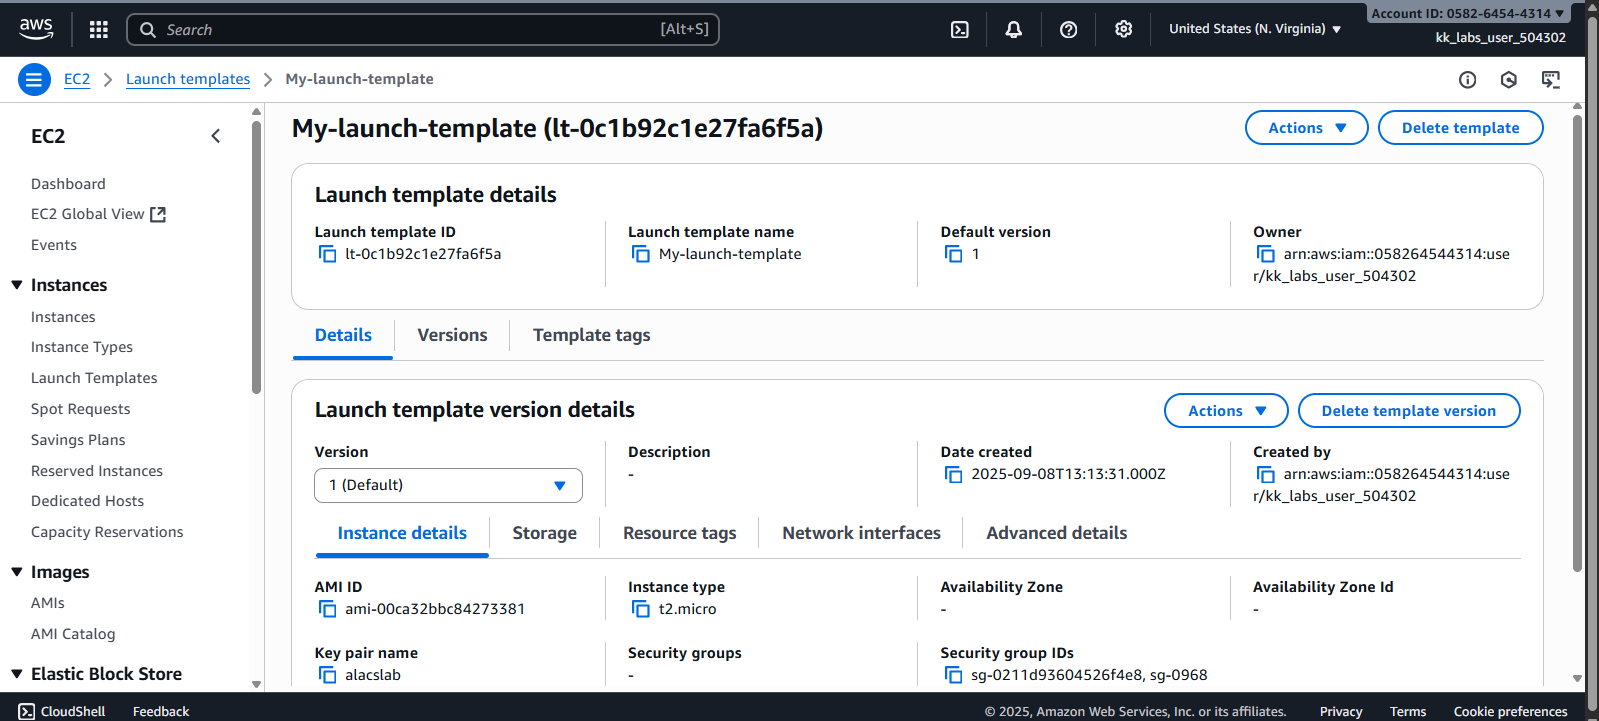 aws
Search [Alt+S]
United States (N. Virginia)
Account ID: 0582-6454-4314
kk_labs_user_504302
EC2 Launch templates My-launch-template
EC2
Dashboard
EC2 Global View
Events
Instances
Instances
Instance Types
Launch Templates
Spot Requests
Savings Plans
Reserved Instances
Dedicated Hosts
Capacity Reservations
Images
AMIs
AMI Catalog
Elastic Block Store
My-launch-template (lt-0c1b92c1e27fa6f5a)
Actions Delete template
Launch template details
Launch template ID
lt-0c1b92c1e27fa6f5a
Launch template name
My-launch-template
Default version
1
Owner
arn:aws:iam::058264544314:use
r/kk_labs_user_504302
Details Versions Template tags
Launch template version details
Actions Delete template version
Version
1 (Default)
Description
-
Date created
2025-09-08T13:13:31.000Z
Created by
arn:aws:iam::058264544314:use
r/kk_labs_user_504302
Instance details Storage Resource tags Network interfaces Advanced details
AMI ID
ami-00ca32bbc84273381
Instance type
t2.micro
Availability Zone
-
Availability Zone Id
-
Key pair name
alacslab
Security groups
-
Security group IDs
sg-0211d93604526f4e8, sg-0968
CloudShell Feedback © 2025, Amazon Web Services, Inc. or its affiliates. Privacy Terms Cookie preferences